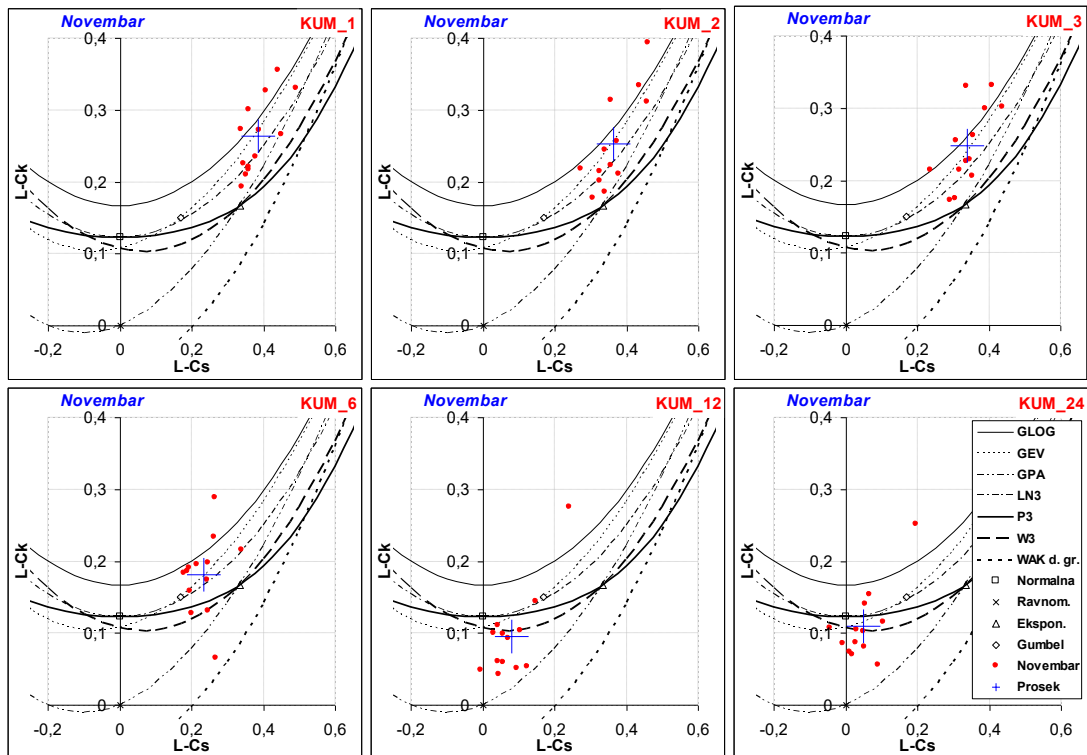 Novembar KUM_1
0,4
0,3
0,2
0,1
0
-0,2 0 0,2 0,4 0,6
L-Ck
L-Cs
Novembar KUM_2
0,4
0,3
0,2
0,1
0
-0,2 0 0,2 0,4 0,6
L-Ck
L-Cs
Novembar KUM_3
0,4
0,3
0,2
0,1
0
-0,2 0 0,2 0,4 0,6
L-Ck
L-Cs
Novembar KUM_6
0,4
0,3
0,2
0,1
0
-0,2 0 0,2 0,4 0,6
L-Ck
L-Cs
Novembar KUM_12
0,4
0,3
0,2
0,1
0
-0,2 0 0,2 0,4 0,6
L-Ck
L-Cs
Novembar KUM_24
0,4
0,3
0,2
0,1
0
-0,2 0 0,2 0,4 0,6
L-Ck
L-Cs
GLOG
GEV
GPA
LN3
P3
W3
WAK d. gr.
Normalna
Ravnom.
Ekspon.
Gumbel
Novembar
Prosek